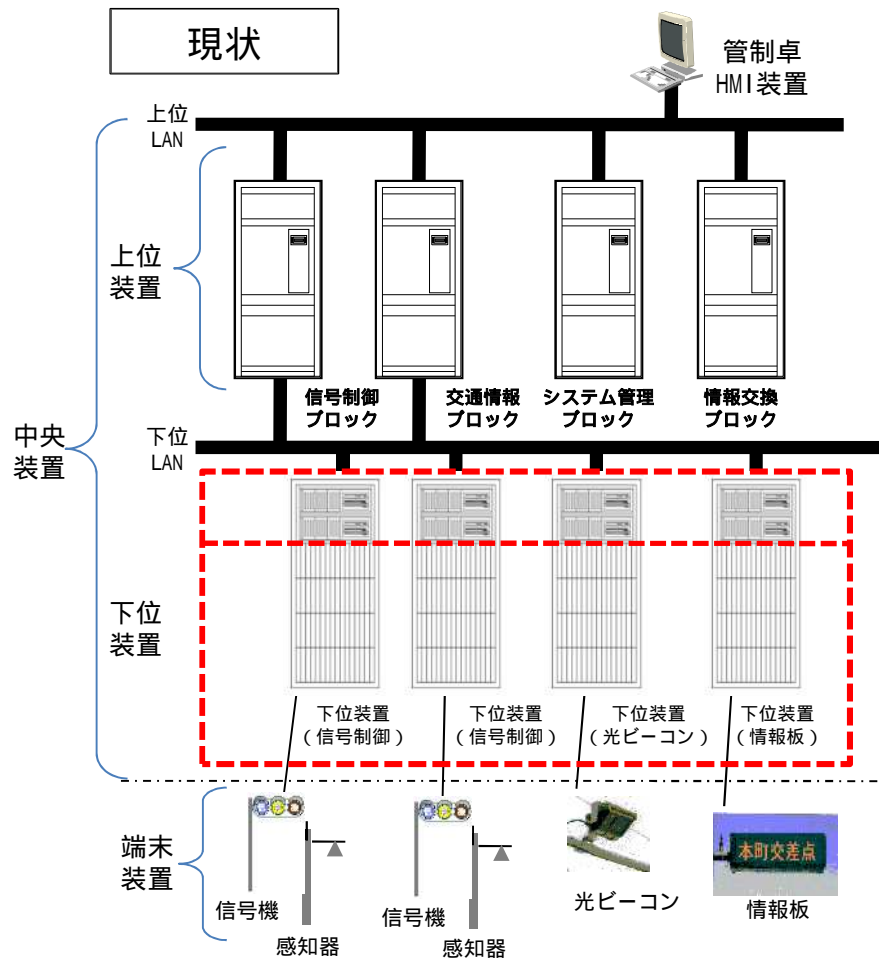 現状
管制卓
HMI装置
上位
LAN
上位
装置
信号制御
ブロック
交通情報
ブロック
システム管理
ブロック
情報交換
ブロック
中央
装置
下位
LAN
下位
装置
下位装置
(信号制御)
下位装置
(信号制御)
下位装置
(光ビーコン)
下位装置
(情報板)
端末
装置
信号機
感知器
信号機
感知器
光ビーコン
本町交差点
情報板